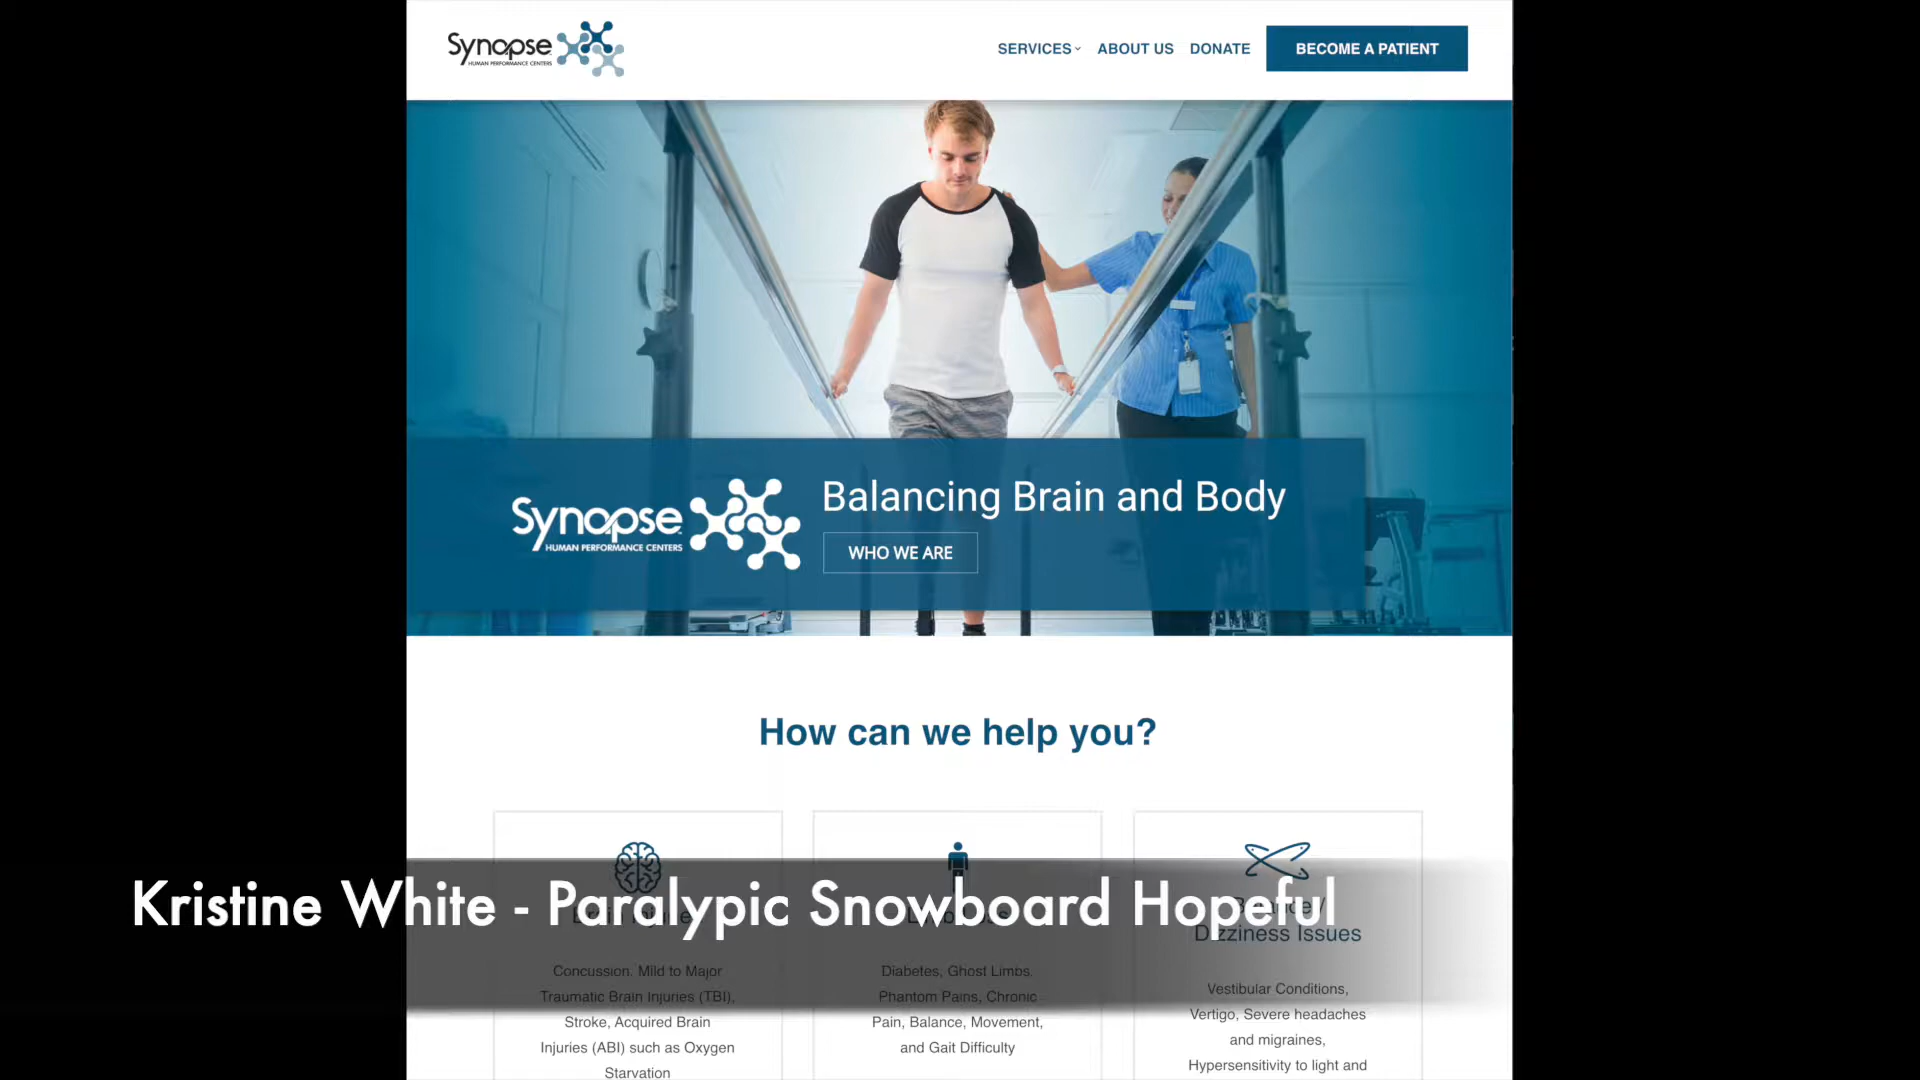 Synapse
HUMAN PERFORMANCE CENTERS
SERVICES
ABOUT US
DONATE
BECOME A PATIENT
Synapse
HUMAN PERFORMANCE CENTERS
Balancing Brain and Body
WHO WE ARE
How can we help you?
Kristine White - Paralypic Snowboard Hopeful
Dizziness Issues
Concussion. Mild to Major
Traumatic Brain Injuries (TBI),
Stroke, Acquired Brain
Injuries (ABI) such as Oxygen
Starvation
Diabetes, Ghost Limbs.
Phantom Pains, Chronic
Pain, Balance, Movement,
and Gait Difficulty
Vestibular Conditions,
Vertigo, Severe headaches
and migraines,
Hypersensitivity to light and